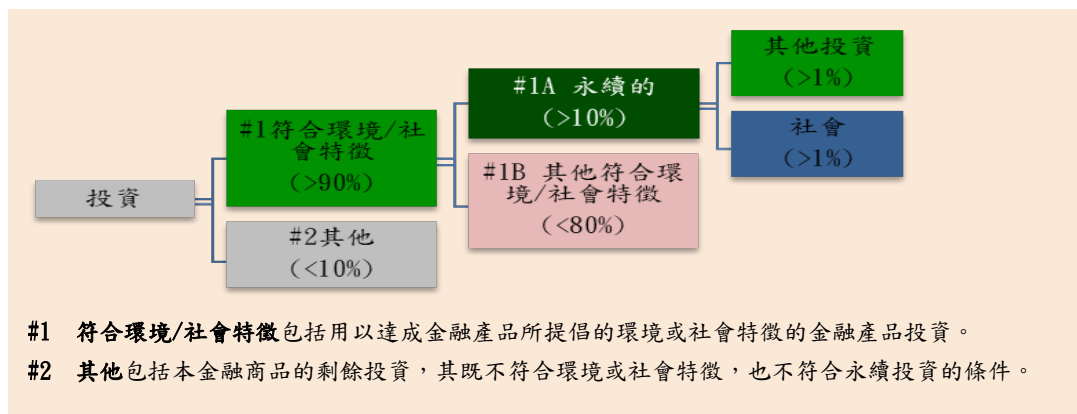 投資
#1符合環境/社
會特徵
(>90%)
#2其他
(<10%)
#1A 永續的
(>10%)
#1B 其他符合環
境/社會特徵
(<80%)
其他投資
(>1%)
社會
(>1%)
#1 符合環境/社會特徵包括用以達成金融產品所提倡的環境或社會特徵的金融產品投資。
#2 其他包括本金融商品的剩餘投資，其既不符合環境或社會特徵，也不符合永續投資的條件。